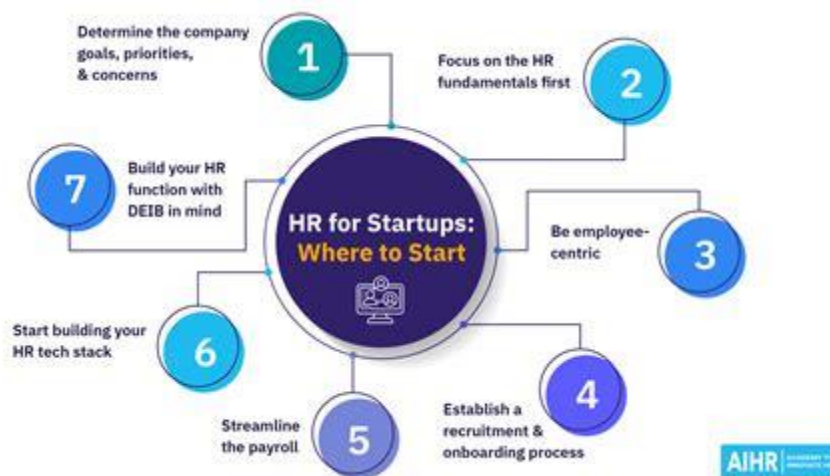 HR for Startups:
Where to Start
1
Determine the company
goals, priorities,
& concerns
2
Focus on the HR
fundamentals first
3
Be employee-
centric
4
Establish a
recruitment &
onboarding process
5
Streamline
the payroll
6
Start building your
HR tech stack
7
Build your HR
function with
DEIB in mind
AIHR
ACADEMY TO